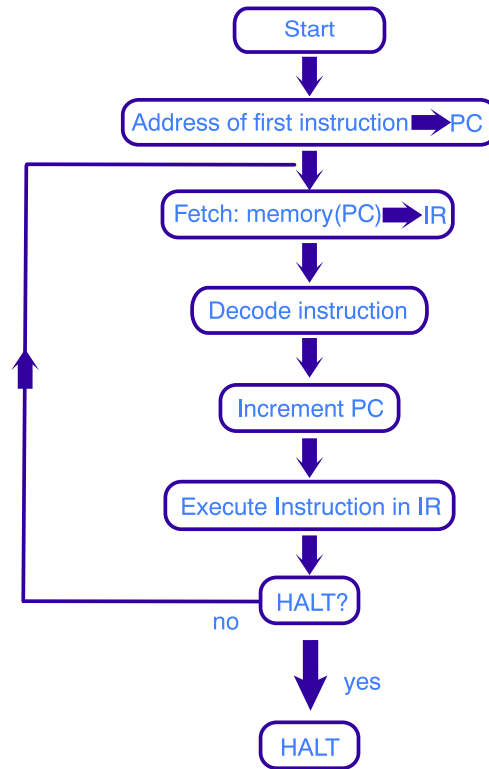 Start
Address of first instruction PC
Fetch: memory(PC) IR
Decode instruction
Increment PC
Execute Instruction in IR
HALT?
no
yes
HALT